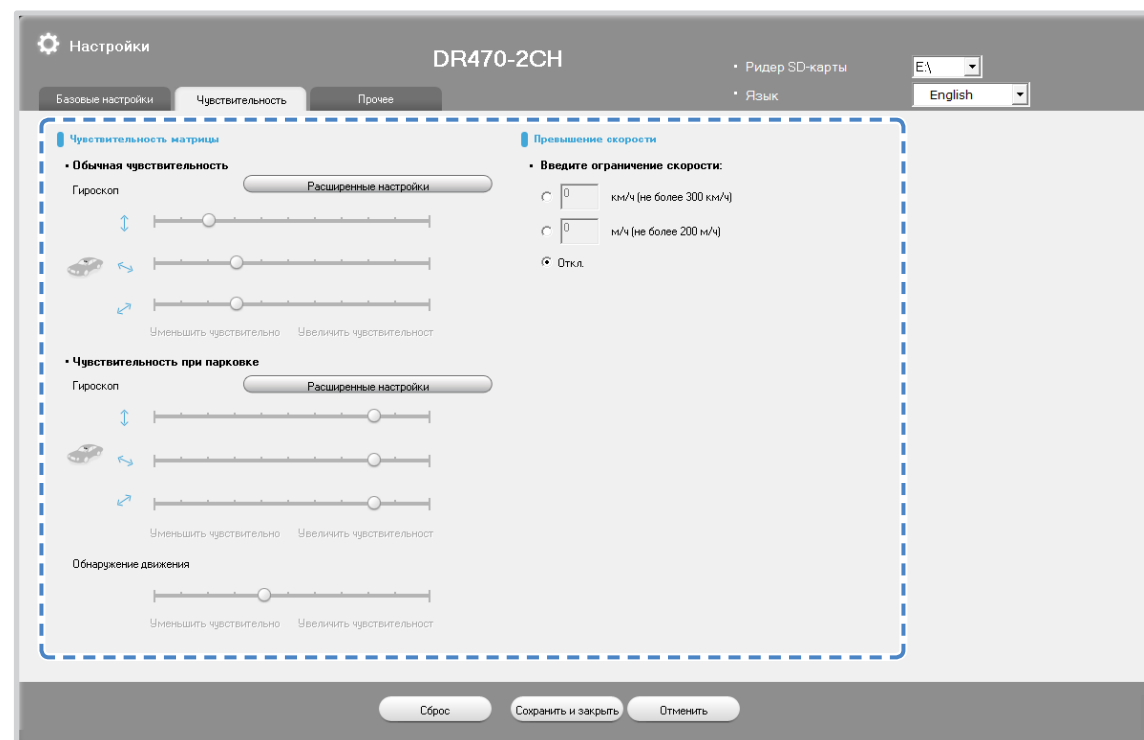 Настройки
DR470-2CH
• Ридер SD-карты
E:\
• Язык
English
Базовые настройки
Чувствительность
Прочее
Чувствительность матрицы
• Обычная чувствительность
Гироскоп
Расширенные настройки
Уменьшить чувствительно
Увеличить чувствительност
• Чувствительность при парковке
Гироскоп
Расширенные настройки
Уменьшить чувствительно
Увеличить чувствительност
Обнаружение движения
Уменьшить чувствительно
Увеличить чувствительност
Превышение скорости
• Введите ограничение скорости:
0 км/ч (не более 300 км/ч)
0 м/ч (не более 200 м/ч)
Откл.
Сброс
Сохранить и закрыть
Отменить